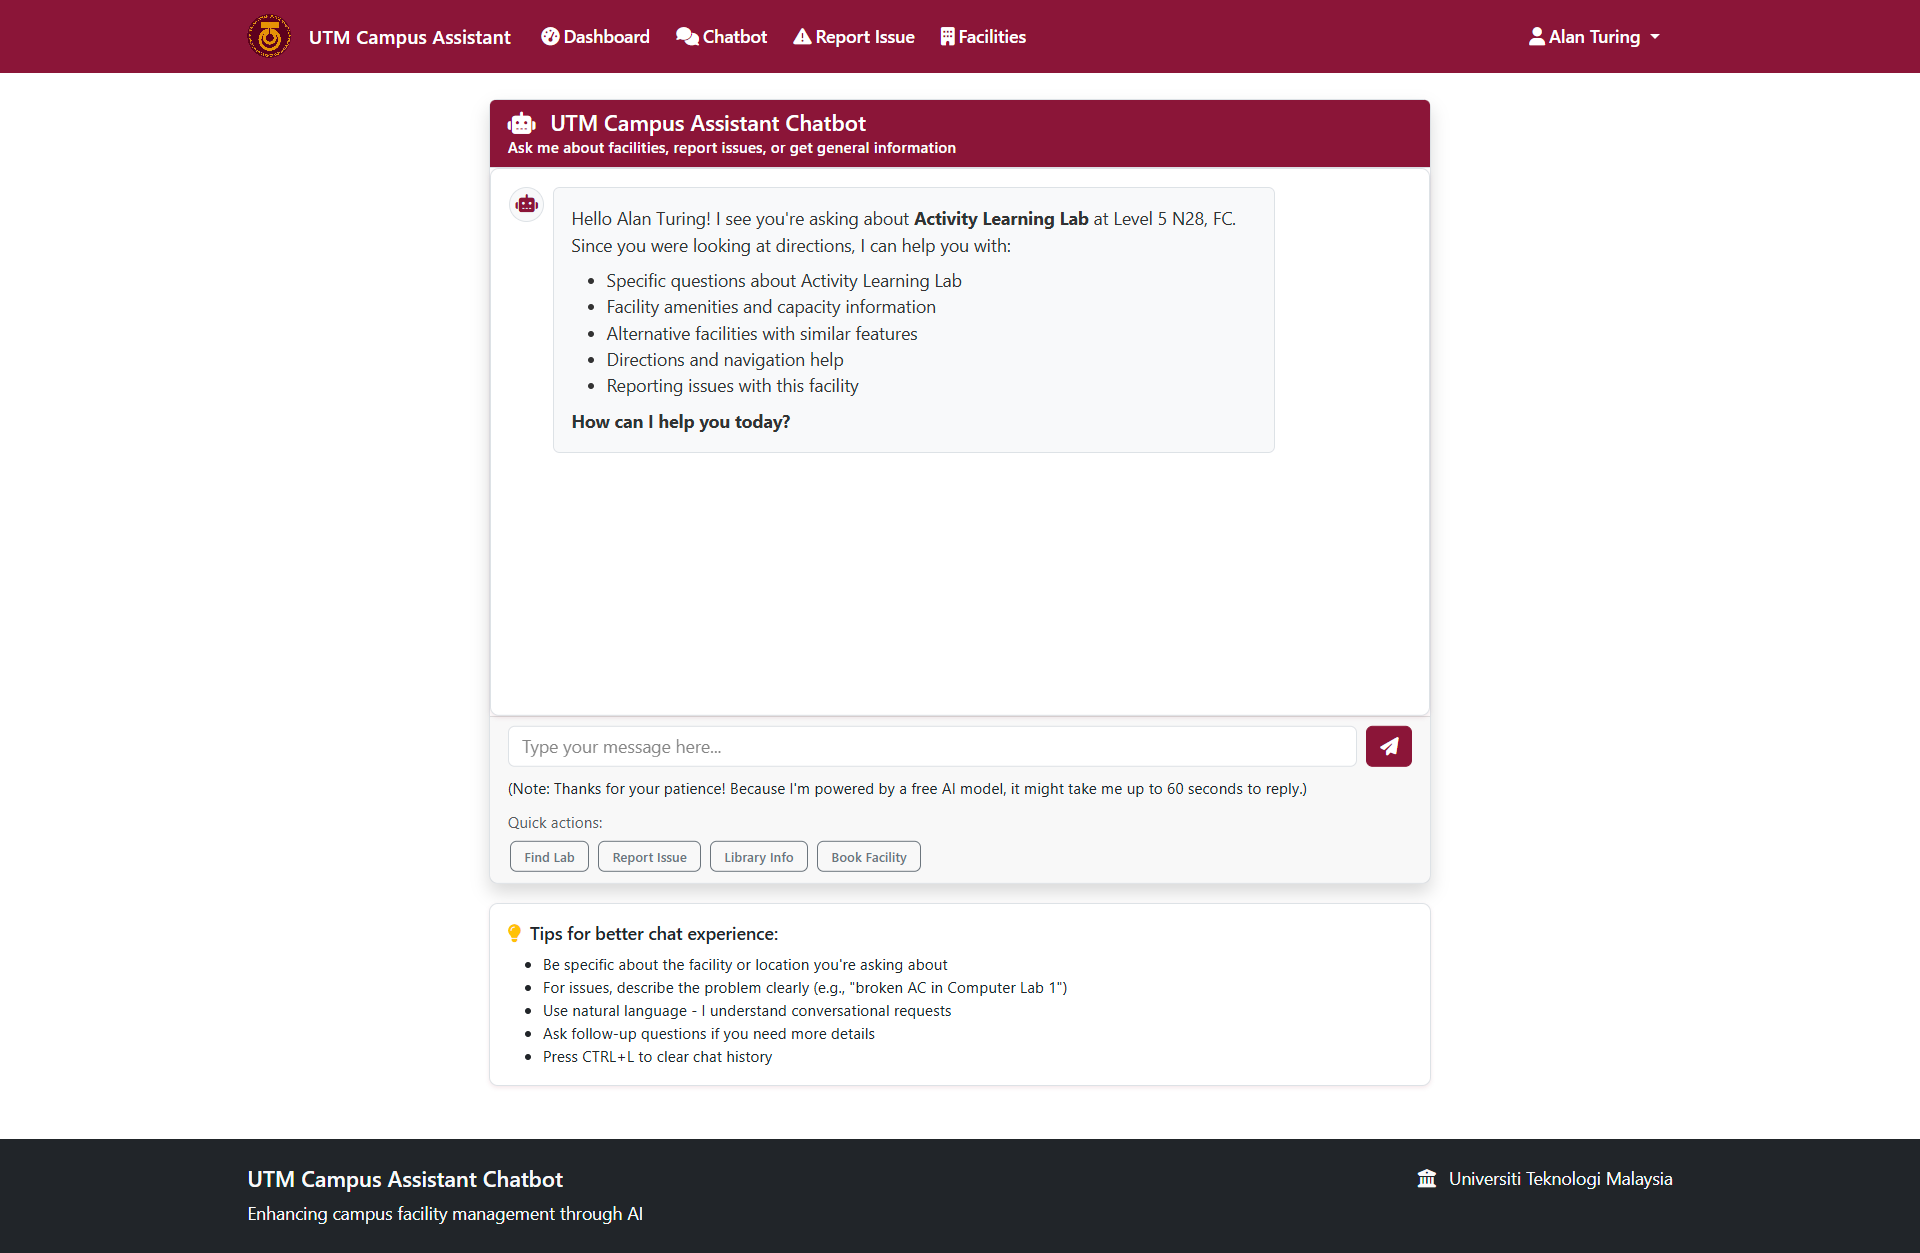 UTM Campus Assistant Dashboard Chatbot Report Issue Facilities Alan Turing
UTM Campus Assistant Chatbot
Ask me about facilities, report issues, or get general information
Hello Alan Turing! I see you're asking about Activity Learning Lab at Level 5 N28, FC.
Since you were looking at directions, I can help you with:
• Specific questions about Activity Learning Lab
• Facility amenities and capacity information
• Alternative facilities with similar features
• Directions and navigation help
• Reporting issues with this facility
How can I help you today?
Type your message here...
(Note: Thanks for your patience! Because I'm powered by a free AI model, it might take me up to 60 seconds to reply.)
Quick actions:
Find Lab Report Issue Library Info Book Facility
Tips for better chat experience:
• Be specific about the facility or location you're asking about
• For issues, describe the problem clearly (e.g., "broken AC in Computer Lab 1")
• Use natural language - I understand conversational requests
• Ask follow-up questions if you need more details
• Press CTRL+L to clear chat history
UTM Campus Assistant Chatbot
Enhancing campus facility management through AI
Universiti Teknologi Malaysia